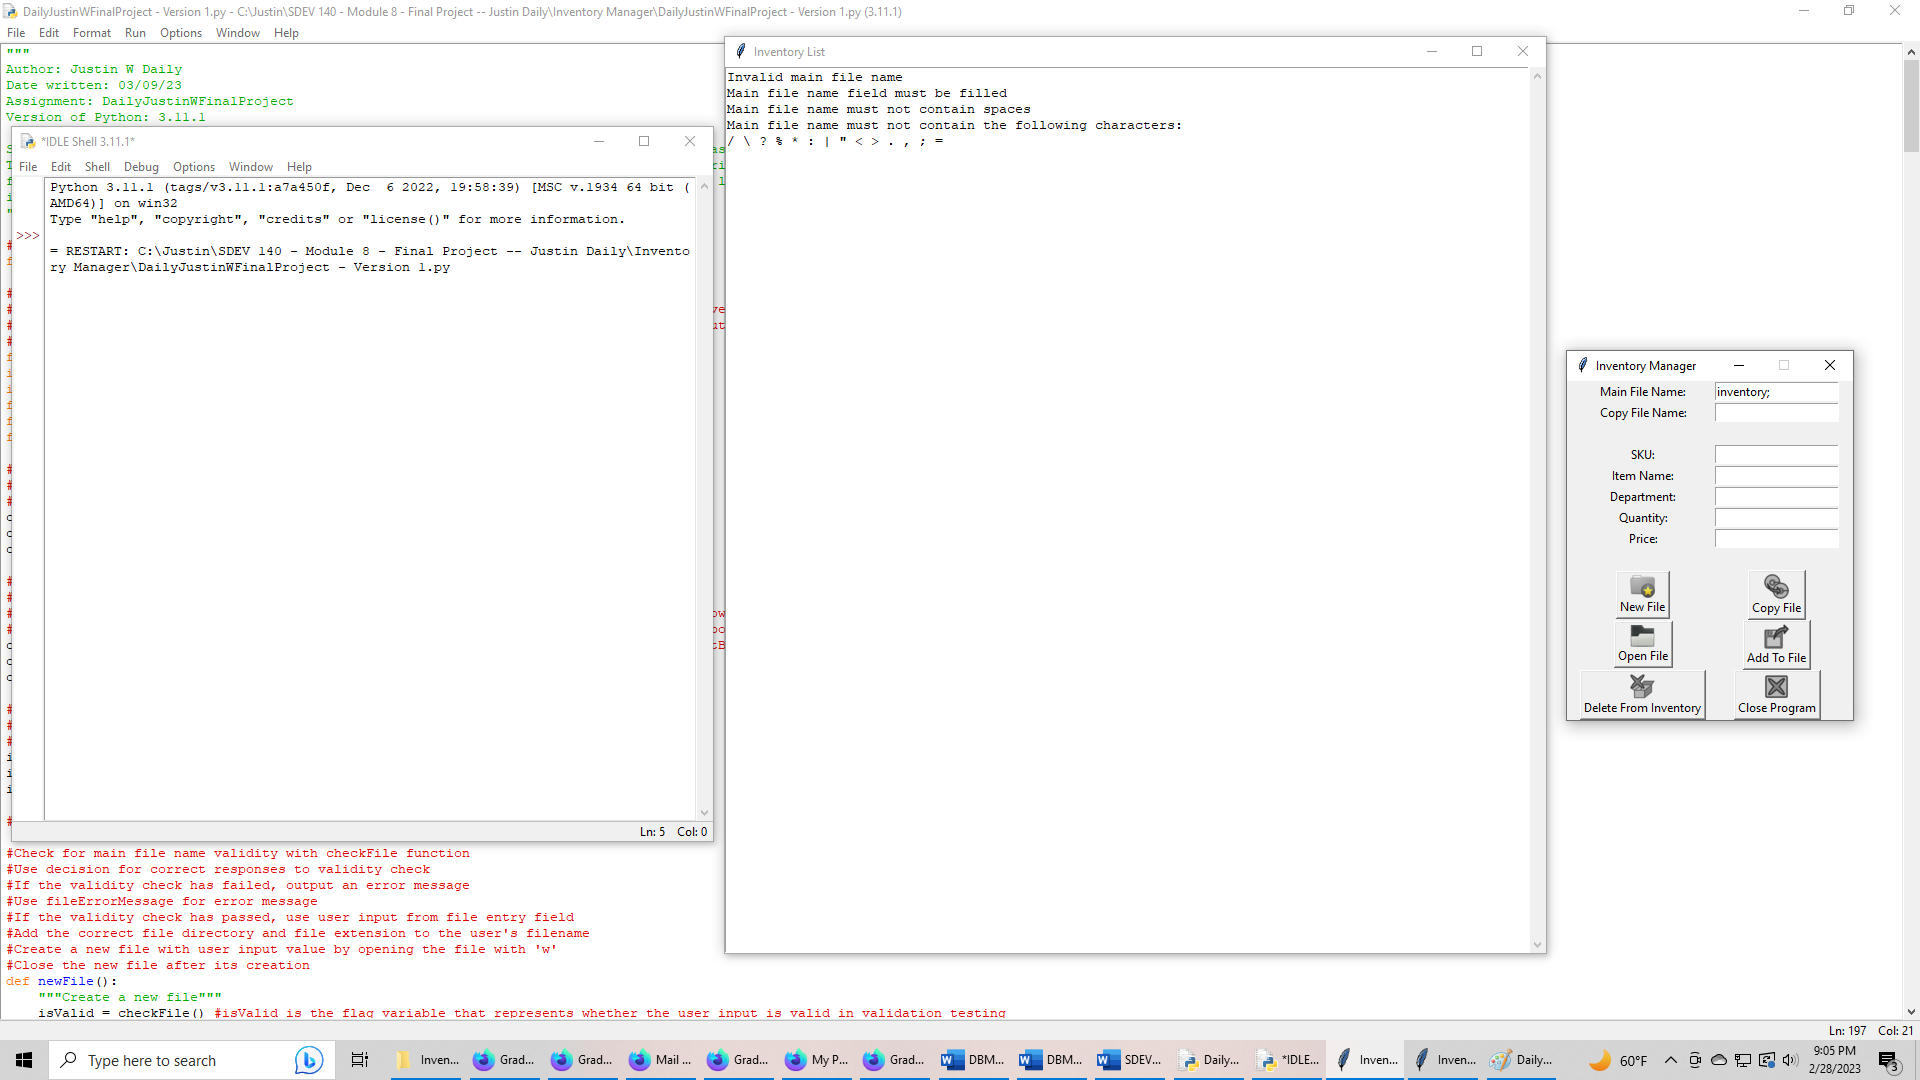 DailyJustinWFinalProject - Version 1.py - C:\Justin\SDEV 140 - Module 8 - Final Project -- Justin Daily\Inventory Manager\DailyJustinWFinalProject - Version 1.py (3.11.1)
File Edit Format Run Options Window Help
"""
Author: Justin W Daily
Date written: 03/09/23
Assignment: DailyJustinWFinalProject
Version of Python: 3.11.1
*IDLE Shell 3.11.1*
File Edit Shell Debug Options Window Help
Python 3.11.1 (tags/v3.11.1:a7a450f, Dec  6 2022, 19:58:39) [MSC v.1934 64 bit (
AMD64)] on win32
Type "help", "copyright", "credits" or "license()" for more information.
>>>
= RESTART: C:\Justin\SDEV 140 - Module 8 - Final Project -- Justin Daily\Invento
ry Manager\DailyJustinWFinalProject - Version 1.py
Ln: 5 Col: 0
#Check for main file name validity with checkFile function
#Use decision for correct responses to validity check
#If the validity check has failed, output an error message
#Use fileErrorMessage for error message
#If the validity check has passed, use user input from file entry field
#Add the correct file directory and file extension to the user's filename
#Create a new file with user input value by opening the file with 'w'
#Close the new file after its creation
def newFile():
"""Create a new file"""
isValid = checkFile() #isValid is the flag variable that represents whether the user input is valid in validation testing
Ln: 197 Col: 21
Inventory List
Invalid main file name
Main file name field must be filled
Main file name must not contain spaces
Main file name must not contain the following characters:
/ \ ? % * : | " < > . , ; =
Inventory Manager
Main File Name: inventory;
Copy File Name:
SKU:
Item Name:
Department:
Quantity:
Price:
New File Copy File
Open File Add To File
Delete From Inventory Close Program
Type here to search
Inven... Grad... Grad... Mail ... Grad... My P... Grad... DBM... DBM... SDEV... Daily... *IDLE... Inven... Inven... Daily...
60°F
9:05 PM
2/28/2023
3